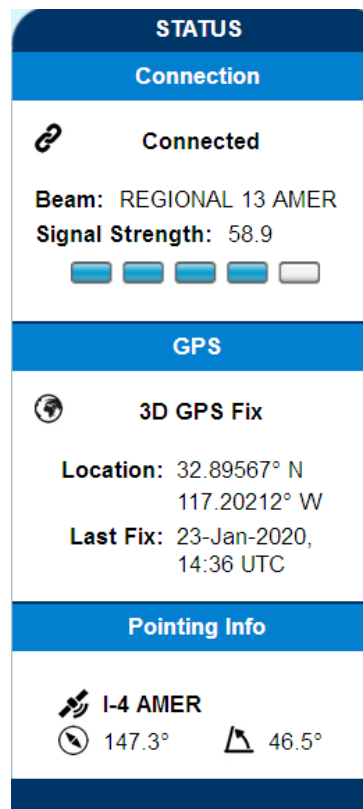 STATUS
Connection
Connected
Beam: REGIONAL 13 AMER
Signal Strength: 58.9
GPS
3D GPS Fix
Location: 32.89567° N
117.20212° W
Last Fix: 23-Jan-2020,
14:36 UTC
Pointing Info
I-4 AMER
147.3° 46.5°